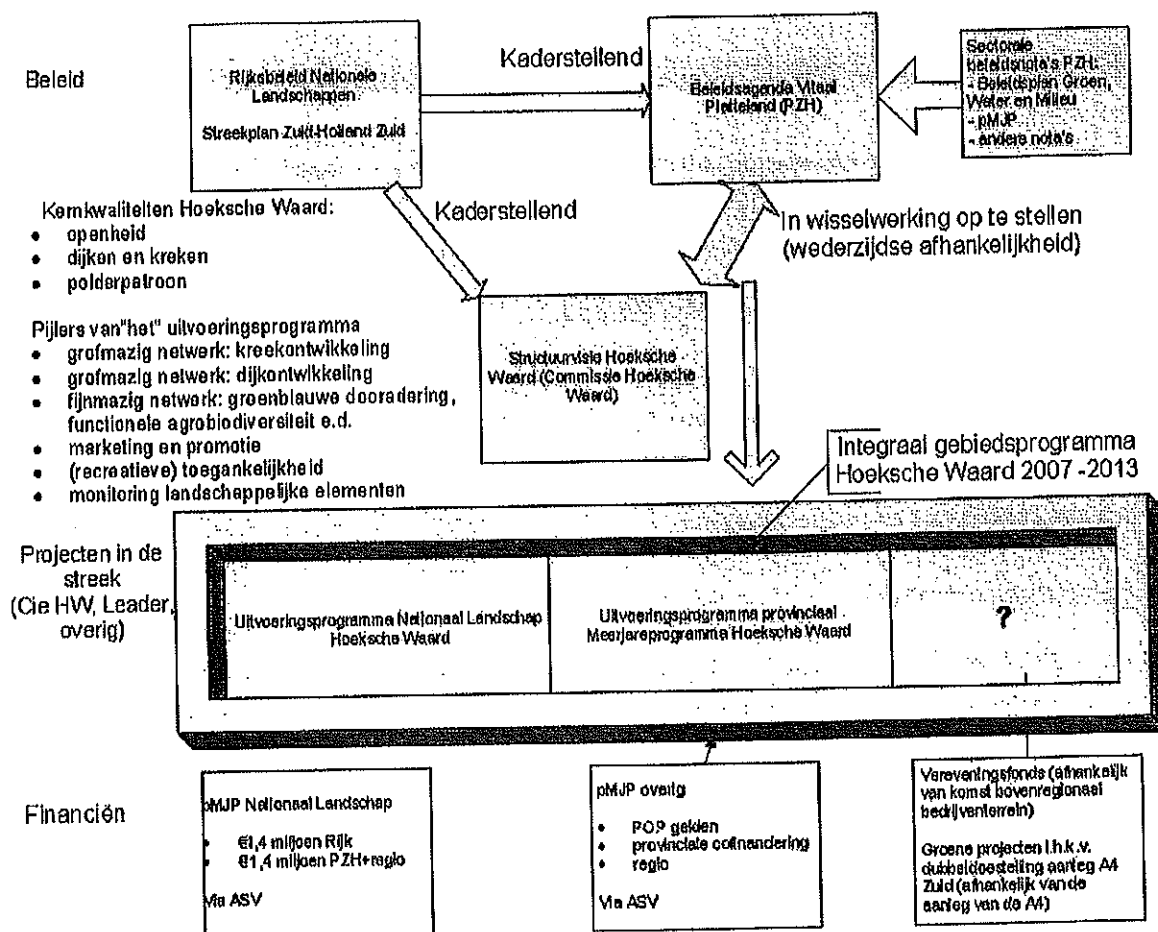 Beleid
Rijksbeleid Nationale
Landschappen
Streekplan Zuid-Holland Zuid
Kaderstellend
Beleidsagenda Vitaal
Platteland (PZH)
Sectorale
beleidsnota's PZH:
- Beleidsplan Groen,
Water en Milieu
- pMJP
- andere nota's
Kernkwaliteiten Hoeksche Waard:
• openheid
• dijken en kreken
• polderpatroon
Kaderstellend
In wisselwerking op te stellen
(wederzijdse afhankelijkheid)
Pijlers van "het" uitvoeringsprogramma
• grofmazig netwerk: kreekontwikkeling
• grofmazig netwerk: dijkontwikkeling
• fijnmazig netwerk: groenblauwe dooradering,
functionele agrobiodiversiteit e.d.
• marketing en promotie
• (recreatieve) toegankelijkheid
• monitoring landschappelijke elementen
Structuurvisie Hoeksche
Waard (Commissie Hoeksche
Waard)
Integraal gebiedsprogramma
Hoeksche Waard 2007 -2013
Projecten in de
streek
(Cie HW, Leader,
overig)
Uitvoeringsprogramma Nationaal Landschap
Hoeksche Waard
Uitvoeringsprogramma provinciaal
Meerjarenprogramma Hoeksche Waard
?
Financiën
pMJP Nationaal Landschap
• €1,4 miljoen Rijk
• €1,4 miljoen PZH+regio
Via ASV
pMJP overig
• POP gelden
• provinciale cofinandering
• regio
Via ASV
Vereveningsfonds (afhankelijk
van komst bovenregionaal
bedrijventerrein)
Groene projecten i.h.k.v.
dubbeldoestelling aanleg A4
Zuid (afhankelijk van de
aanleg van de A4)